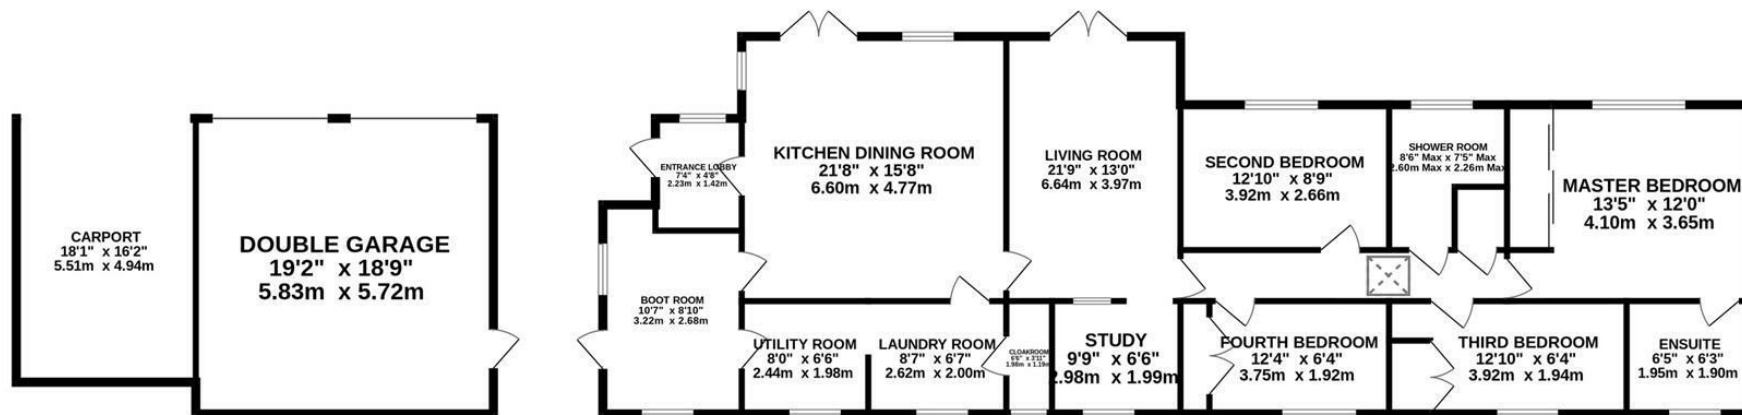 CARPORT
18'1" x 16'2"
5.51m x 4.94m
DOUBLE GARAGE
19'2" x 18'9"
5.83m x 5.72m
ENTRANCE LOBBY
7'4" x 4'8"
2.23m x 1.42m
BOOT ROOM
10'7" x 8'10"
3.22m x 2.68m
KITCHEN DINING ROOM
21'8" x 15'8"
6.60m x 4.77m
UTILITY ROOM
8'0" x 6'6"
2.44m x 1.98m
LAUNDRY ROOM
8'7" x 6'7"
2.62m x 2.00m
CLOAKROOM
6'6" x 3'11"
1.98m x 1.19m
LIVING ROOM
21'9" x 13'0"
6.64m x 3.97m
STUDY
9'9" x 6'6"
2.98m x 1.99m
SECOND BEDROOM
12'10" x 8'9"
3.92m x 2.66m
FOURTH BEDROOM
12'4" x 6'4"
3.75m x 1.92m
SHOWER ROOM
8'6" Max x 7'5" Max
2.60m Max x 2.26m Max
THIRD BEDROOM
12'10" x 6'4"
3.92m x 1.94m
MASTER BEDROOM
13'5" x 12'0"
4.10m x 3.65m
ENSUITE
6'5" x 6'3"
1.95m x 1.90m